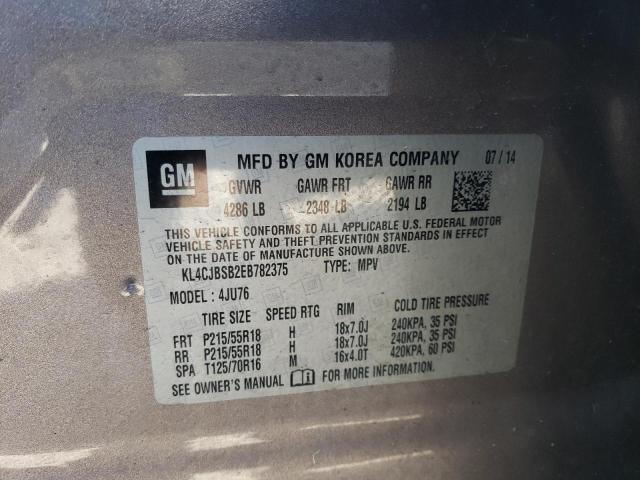 GM
MFD BY GM KOREA COMPANY 07/14
GVWR GAWR FRT GAWR RR
4286 LB 2348 LB 2194 LB
THIS VEHICLE CONFORMS TO ALL APPLICABLE U.S. FEDERAL MOTOR
VEHICLE SAFETY AND THEFT PREVENTION STANDARDS IN EFFECT
ON THE DATE OF MANUFACTURE SHOWN ABOVE.
KL4CJBSB2EB782375 TYPE: MPV
MODEL: 4JU76
TIRE SIZE SPEED RTG RIM COLD TIRE PRESSURE
FRT P215/55R18 H 18x7.0J 240KPA, 35 PSI
RR P215/55R18 H 18x7.0J 240KPA, 35 PSI
SPA T125/70R16 M 16x4.0T 420KPA, 60 PSI
SEE OWNER'S MANUAL FOR MORE INFORMATION